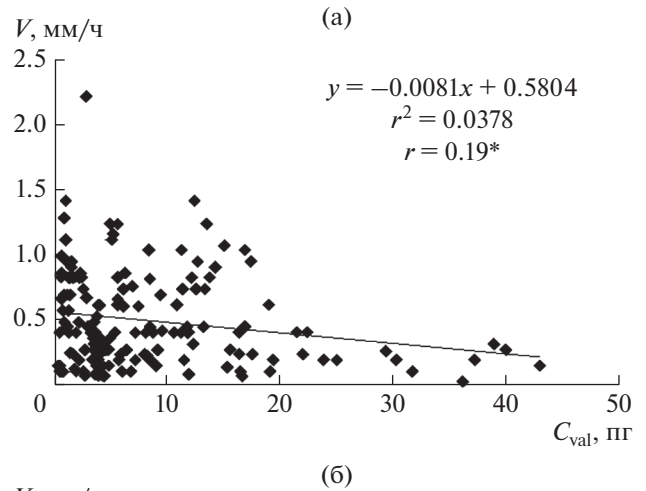 (а)
V, мм/ч
2.5
y = –0.0081x + 0.5804
2.0
r² = 0.0378
r = 0.19*
1.5
1.0
0.5
0 10 20 30 40 50
C_val, пг
(б)